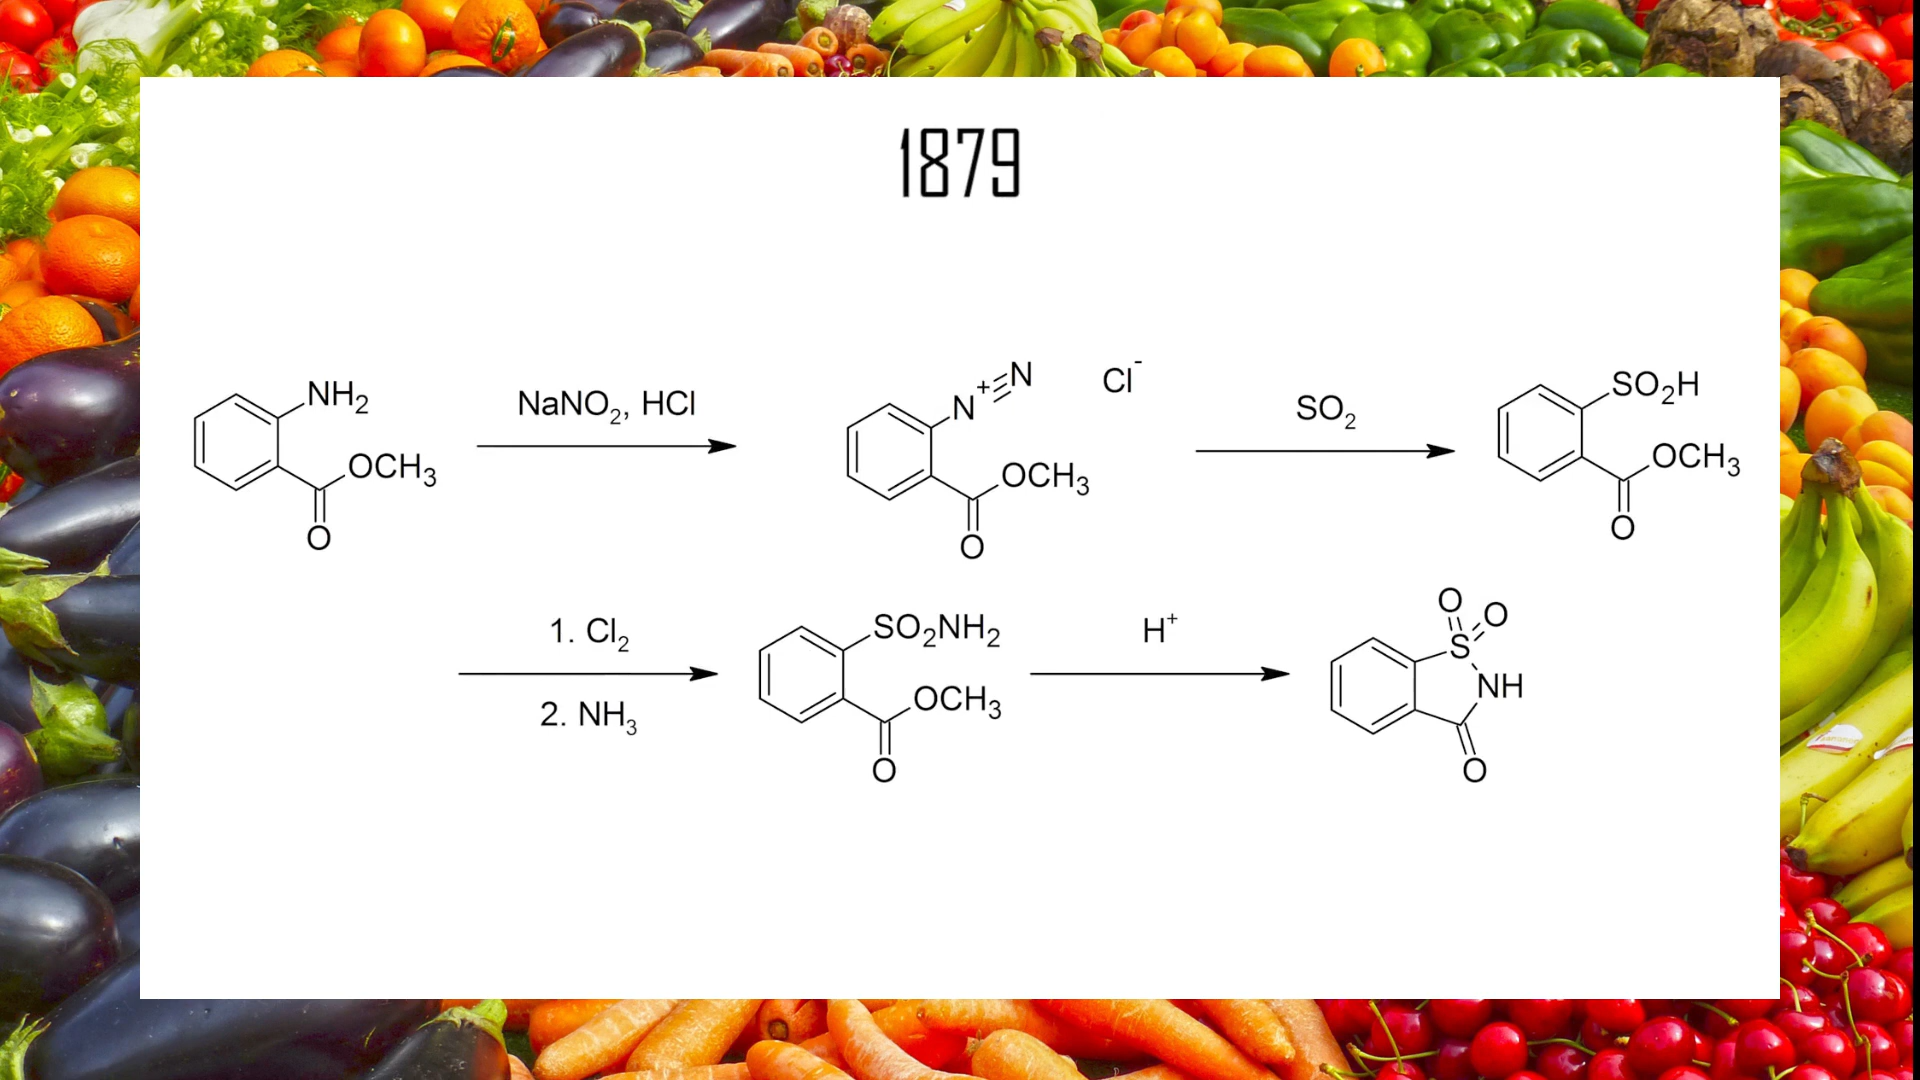 1879
NH₂
OCH₃
O
NaNO₂, HCl
N⁺≡N
Cl⁻
OCH₃
O
SO₂
SO₂H
OCH₃
O
1. Cl₂
2. NH₃
SO₂NH₂
OCH₃
O
H⁺
O
O
S
NH
O